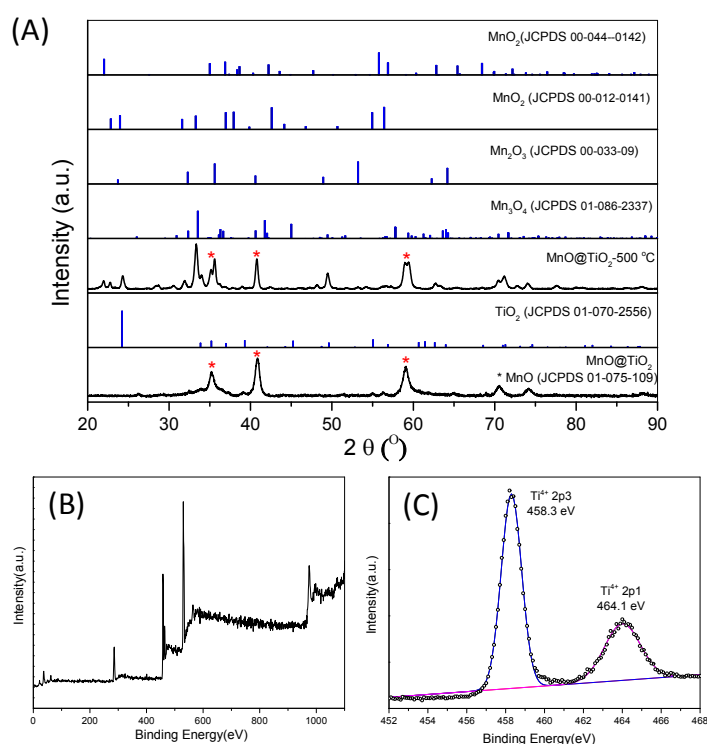 (A)
MnO₂(JCPDS 00-044--0142)
MnO₂ (JCPDS 00-012-0141)
Mn₂O₃ (JCPDS 00-033-09)
Mn₃O₄ (JCPDS 01-086-2337)
* * *
MnO@TiO₂-500 °C
TiO₂ (JCPDS 01-070-2556)
MnO@TiO₂
* * *
* MnO (JCPDS 01-075-109)
Intensity (a.u.)
20 30 40 50 60 70 80 90
2 θ (°)
(B)
Intensity(a.u.)
0 200 400 600 800 1000
Binding Energy(eV)
(C)
Ti⁴⁺ 2p3
458.3 eV
Ti⁴⁺ 2p1
464.1 eV
Intensity(a.u.)
452 454 456 458 460 462 464 466 468
Binding Energy(eV)